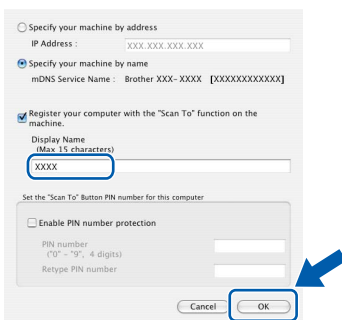 Specify your machine by address
IP Address : XXX.XXX.XXX.XXX
Specify your machine by name
mDNS Service Name : Brother XXX-XXXX [XXXXXXXXXXXX]
Register your computer with the "Scan To" function on the
machine.
Display Name
(Max 15 characters)
XXXX
Set the "Scan To" Button PIN number for this computer
Enable PIN number protection
PIN number
("0" - "9", 4 digits)
Retype PIN number
Cancel OK